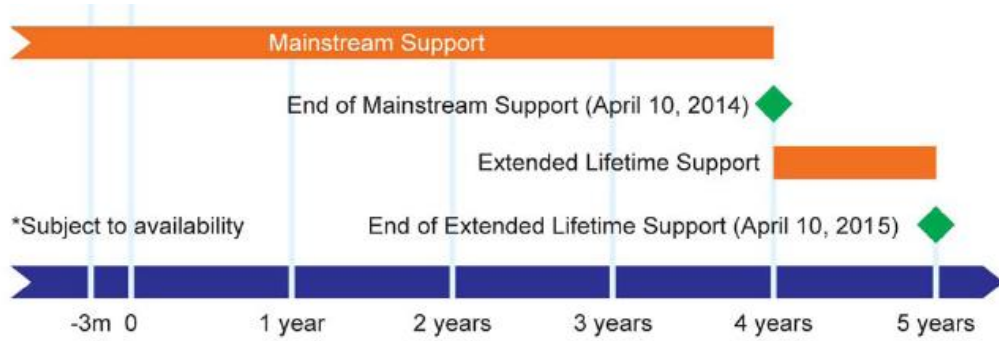 Mainstream Support
End of Mainstream Support (April 10, 2014)
Extended Lifetime Support
*Subject to availability
End of Extended Lifetime Support (April 10, 2015)
-3m 0 1 year 2 years 3 years 4 years 5 years